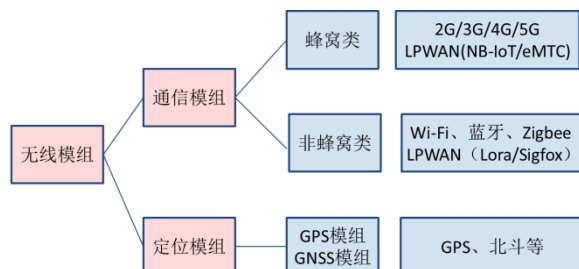 无线模组
通信模组
蜂窝类
2G/3G/4G/5G
LPWAN(NB-IoT/eMTC)
非蜂窝类
Wi-Fi、蓝牙、Zigbee
LPWAN（Lora/Sigfox）
定位模组
GPS模组
GNSS模组
GPS、北斗等